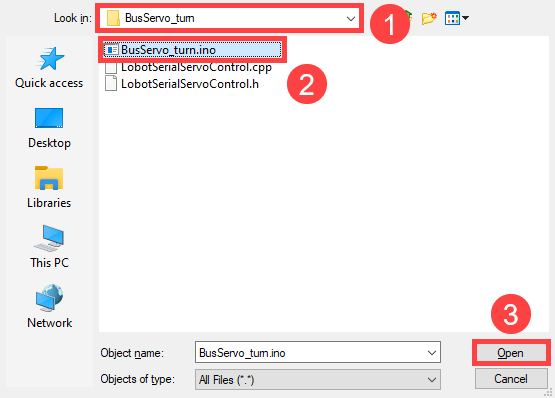 Look in: BusServo_turn
1
BusServo_turn.ino
LobotSerialServoControl.cpp
2
LobotSerialServoControl.h
Quick access
Desktop
Libraries
This PC
Network
3
Object name: BusServo_turn.ino Open
Objects of type: All Files (*.*) Cancel